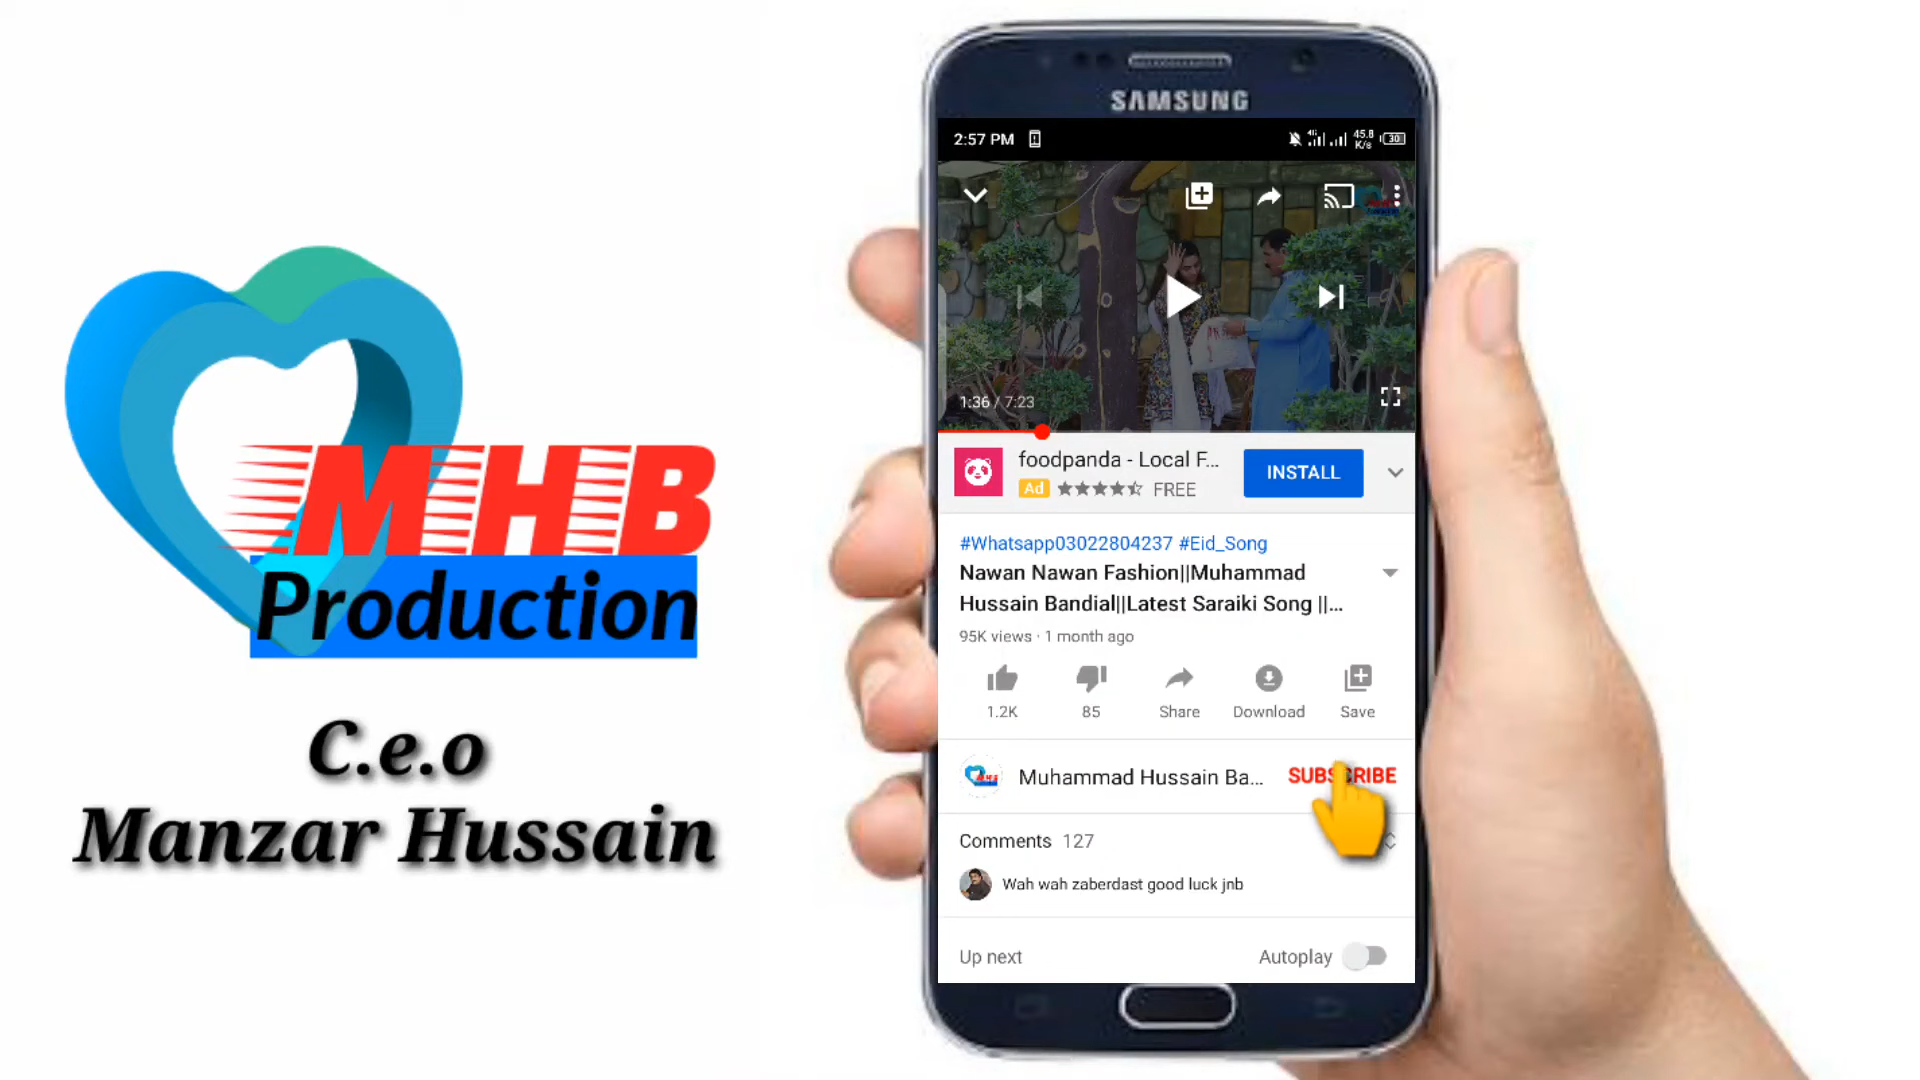 MHB
Production
C.e.o
Manzar Hussain
SAMSUNG
2:57 PM
4G 45.8 K/s 30
1:36 / 7:23
foodpanda - Local F...
Ad FREE
INSTALL
#Whatsapp03022804237 #Eid_Song
Nawan Nawan Fashion||Muhammad
Hussain Bandial||Latest Saraiki Song ||...
95K views · 1 month ago
1.2K 85 Share Download Save
Muhammad Hussain Ba... SUBSCRIBE
Comments 127
Wah wah zaberdast good luck jnb
Up next Autoplay